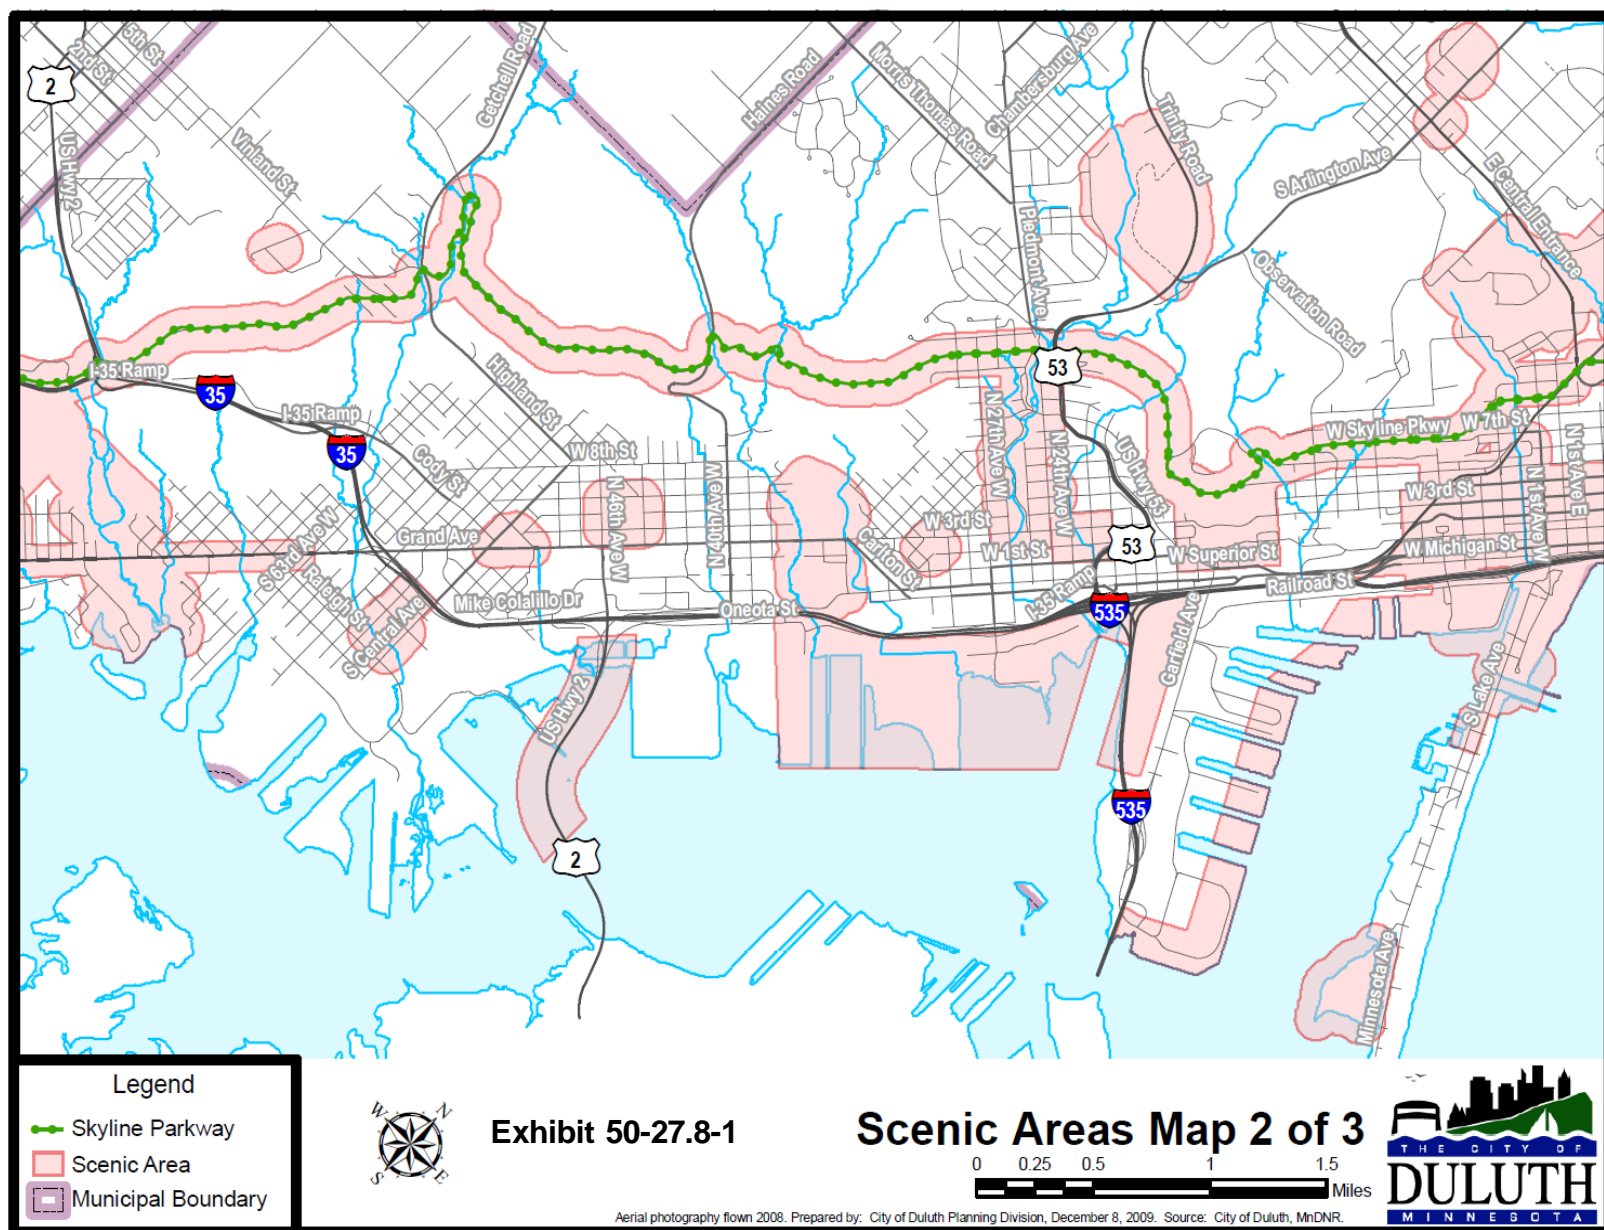 2nd St
5th St
2
US Hwy 2
Vinland St
Getchell Road
Haines Road
Morris Thomas Road
Chambersburg Ave
Trinity Road
S Arlington Ave
E Central Entrance
Piedmont Ave
Observation Road
53
I-35 Ramp
35
I-35 Ramp
35
Highland St
Cody St
W 8th St
N 46th Ave W
N 40th Ave W
N 27th Ave W
N 24th Ave W
US Hwy 53
W Skyline Pkwy
W 7th St
N 1st Ave E
N 1st Ave W
W 3rd St
W 3rd St
W 1st St
53
W Superior St
W Michigan St
Railroad St
Grand Ave
Carlton St
S 63rd Ave W
Raleigh St
S Central Ave
Mike Colalillo Dr
Oneota St
I-35 Ramp
535
Garfield Ave
US Hwy 2
S Lake Ave
535
2
Minnesota Ave
Legend
Skyline Parkway
Scenic Area
Municipal Boundary
W
N
S
E
Exhibit 50-27.8-1
Scenic Areas Map 2 of 3
0 0.25 0.5 1 1.5
Miles
Aerial photography flown 2008. Prepared by: City of Duluth Planning Division, December 8, 2009. Source: City of Duluth, MnDNR.
THE CITY OF
DULUTH
MINNESOTA